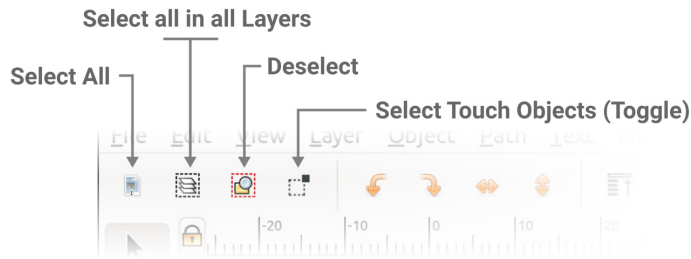 Select all in all Layers
Select All
Deselect
Select Touch Objects (Toggle)
File Edit View Layer Object Path Text
-20 -10 0 10 20